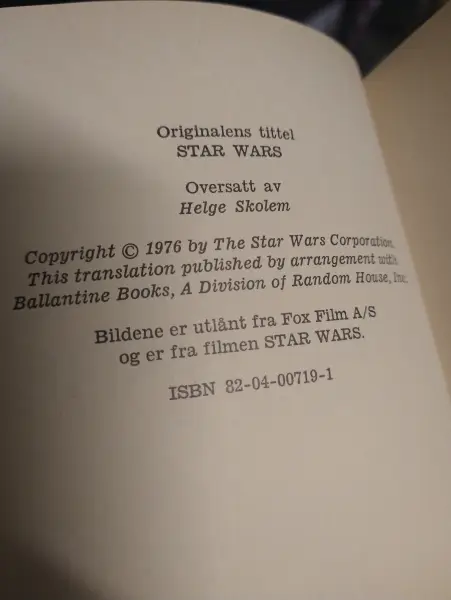 Originalens tittel
STAR WARS
Oversatt av
Helge Skolem
Copyright © 1976 by The Star Wars Corporation.
This translation published by arrangement with
Ballantine Books, A Division of Random House, Inc.
Bildene er utlånt fra Fox Film A/S
og er fra filmen STAR WARS.
ISBN 82-04-00719-1